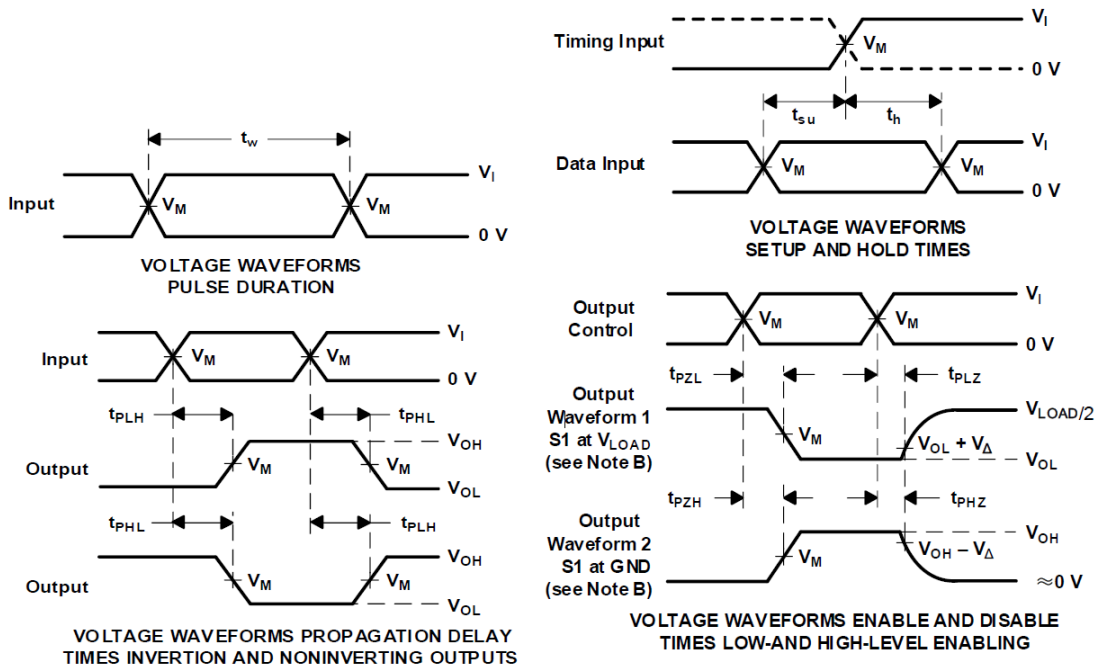 t_w
V_I
Input
V_M
V_M
0 V
VOLTAGE WAVEFORMS
PULSE DURATION
V_I
Timing Input
V_M
0 V
t_su
t_h
V_I
Data Input
V_M
V_M
0 V
VOLTAGE WAVEFORMS
SETUP AND HOLD TIMES
V_I
Input
V_M
V_M
0 V
t_PLH
t_PHL
V_OH
Output
V_M
V_M
V_OL
t_PHL
t_PLH
V_OH
Output
V_M
V_M
V_OL
VOLTAGE WAVEFORMS PROPAGATION DELAY
TIMES INVERTION AND NONINVERTING OUTPUTS
V_I
Output
Control
V_M
V_M
0 V
t_PZL
t_PLZ
Output
Waveform 1
S1 at V_LOAD
(see Note B)
V_LOAD/2
V_M
V_OL + V_Δ
V_OL
t_PZH
t_PHZ
Output
Waveform 2
S1 at GND
(see Note B)
V_OH
V_M
V_OH – V_Δ
≈0 V
VOLTAGE WAVEFORMS ENABLE AND DISABLE
TIMES LOW-AND HIGH-LEVEL ENABLING